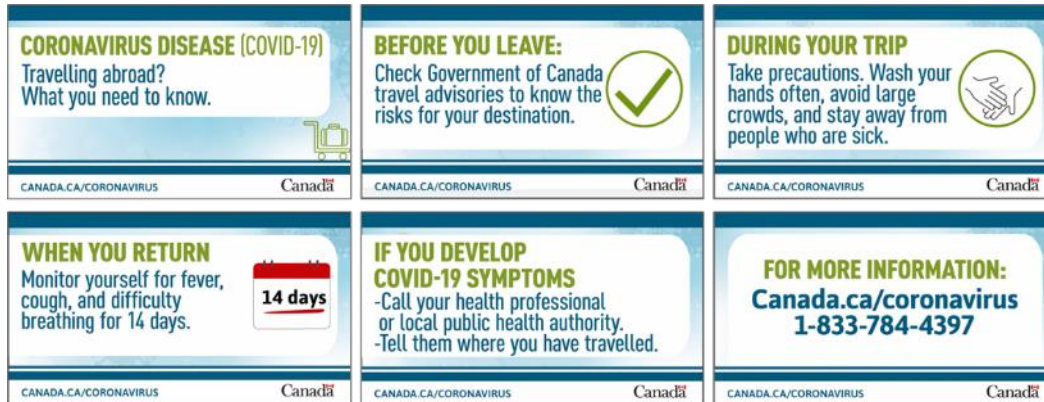 CORONAVIRUS DISEASE (COVID-19)
Travelling abroad?
What you need to know.
CANADA.CA/CORONAVIRUS
Canada
BEFORE YOU LEAVE:
Check Government of Canada
travel advisories to know the
risks for your destination.
CANADA.CA/CORONAVIRUS
Canada
DURING YOUR TRIP
Take precautions. Wash your
hands often, avoid large
crowds, and stay away from
people who are sick.
CANADA.CA/CORONAVIRUS
Canada
WHEN YOU RETURN
Monitor yourself for fever,
cough, and difficulty
breathing for 14 days.
14 days
CANADA.CA/CORONAVIRUS
Canada
IF YOU DEVELOP
COVID-19 SYMPTOMS
-Call your health professional
or local public health authority.
-Tell them where you have travelled.
CANADA.CA/CORONAVIRUS
Canada
FOR MORE INFORMATION:
Canada.ca/coronavirus
1-833-784-4397
CANADA.CA/CORONAVIRUS
Canada